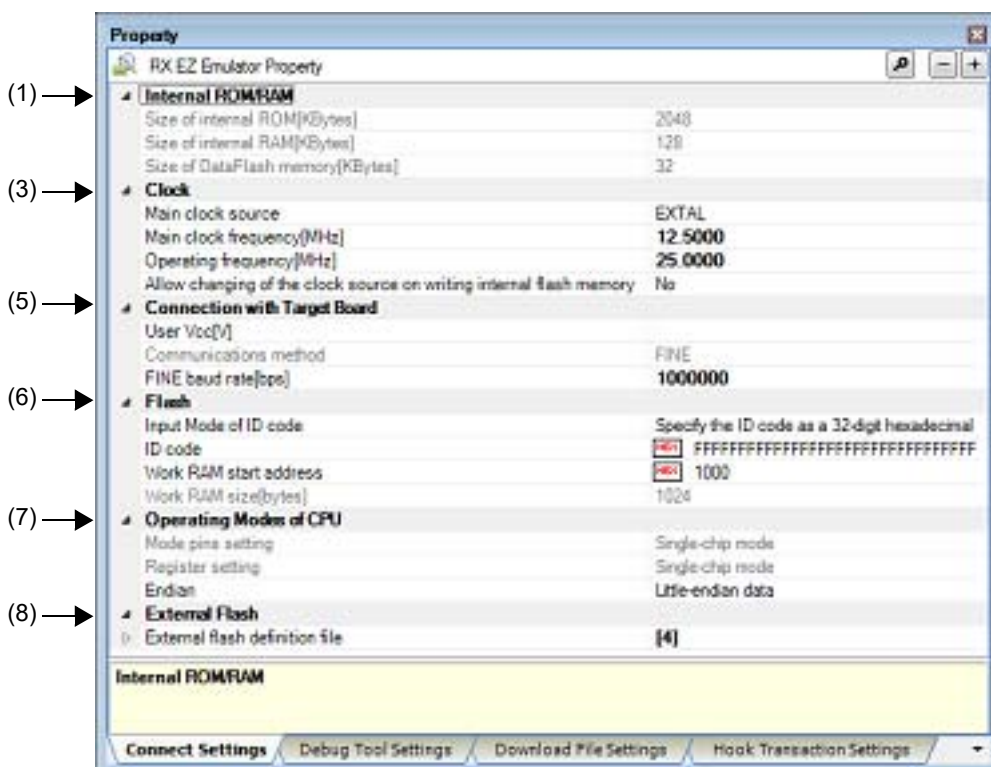 Property
RX EZ Emulator Property
(1) Internal ROM/RAM
Size of internal ROM[KBytes] 2048
Size of internal RAM[KBytes] 128
Size of DataFlash memory[KBytes] 32
(3) Clock
Main clock source EXTAL
Main clock frequency[MHz] 12.5000
Operating frequency[MHz] 25.0000
Allow changing of the clock source on writing internal flash memory No
(5) Connection with Target Board
User Vcc[V]
Communications method FINE
FINE baud rate[bps] 1000000
(6) Flash
Input Mode of ID code Specify the ID code as a 32-digit hexadecimal
ID code HEX FFFFFFFFFFFFFFFFFFFFFFFFFFFFFFFF
Work RAM start address HEX 1000
Work RAM size[bytes] 1024
(7) Operating Modes of CPU
Mode pins setting Single-chip mode
Register setting Single-chip mode
Endian Little-endian data
(8) External Flash
External flash definition file [4]
Internal ROM/RAM
Connect Settings Debug Tool Settings Download File Settings Hook Transaction Settings